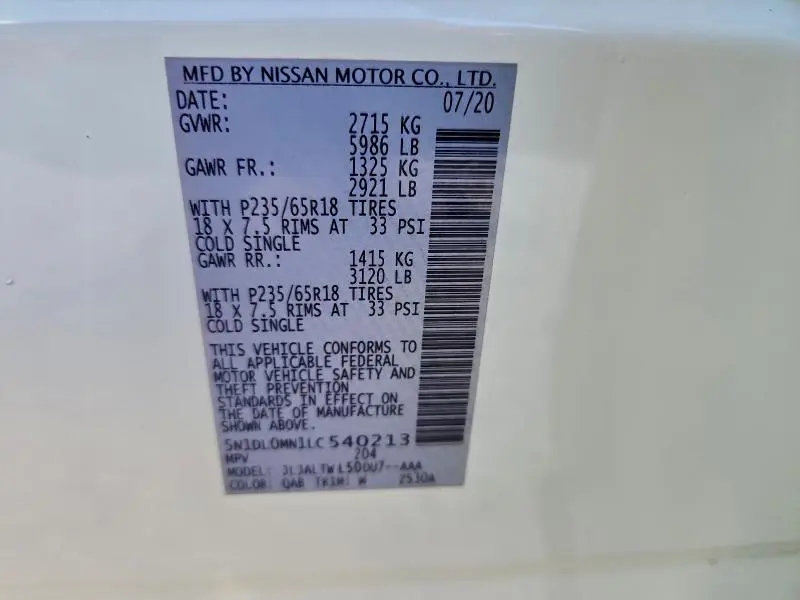 MFD BY NISSAN MOTOR CO., LTD.
DATE: 07/20
GVWR: 2715 KG
5986 LB
GAWR FR.: 1325 KG
2921 LB
WITH P235/65R18 TIRES
18 X 7.5 RIMS AT 33 PSI
COLD SINGLE
GAWR RR.: 1415 KG
3120 LB
WITH P235/65R18 TIRES
18 X 7.5 RIMS AT 33 PSI
COLD SINGLE
THIS VEHICLE CONFORMS TO
ALL APPLICABLE FEDERAL
MOTOR VEHICLE SAFETY AND
THEFT PREVENTION
STANDARDS IN EFFECT ON
THE DATE OF MANUFACTURE
SHOWN ABOVE.
5N1DL0MN1LC540213
MPV 204
MODEL: -AAA
COLOR: QAB TRIM: W 2530A